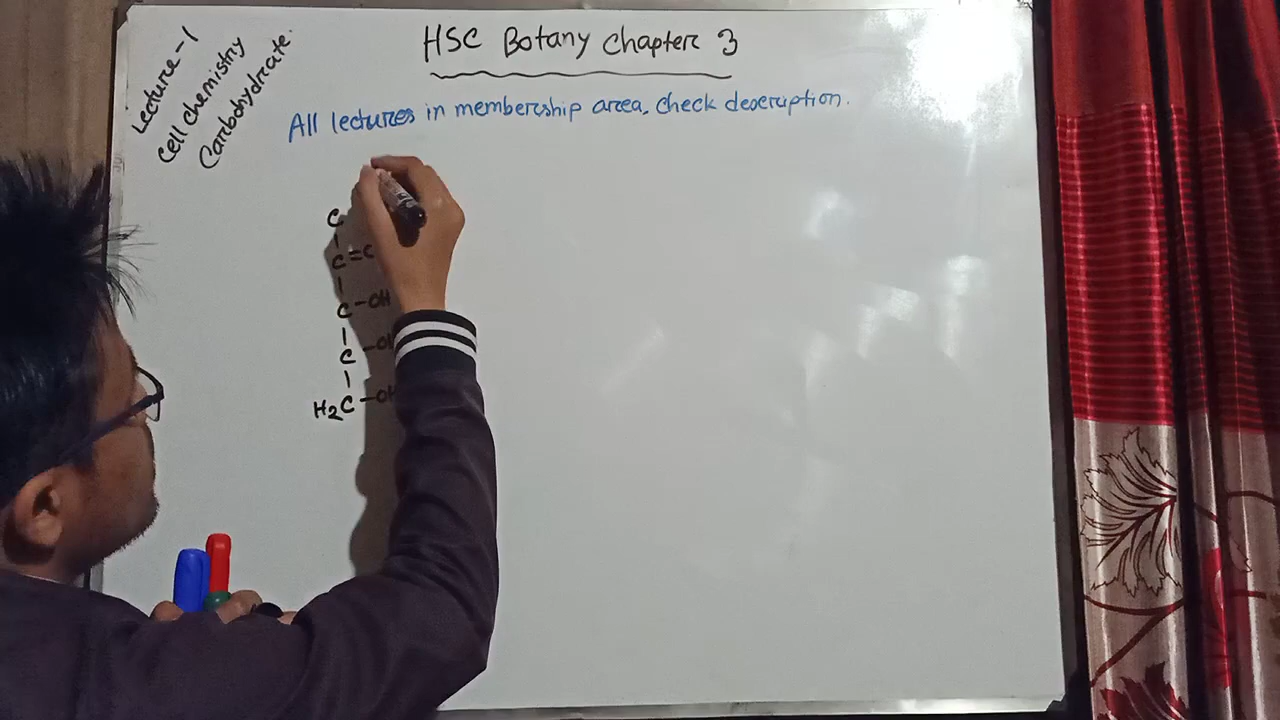 HSC Botany Chapter 3
Lecture-1
Cell chemistry
Carbohydrate.
All lectures in membership area, check description.
C
C=C
C-OH
C-OH
H2C-OH